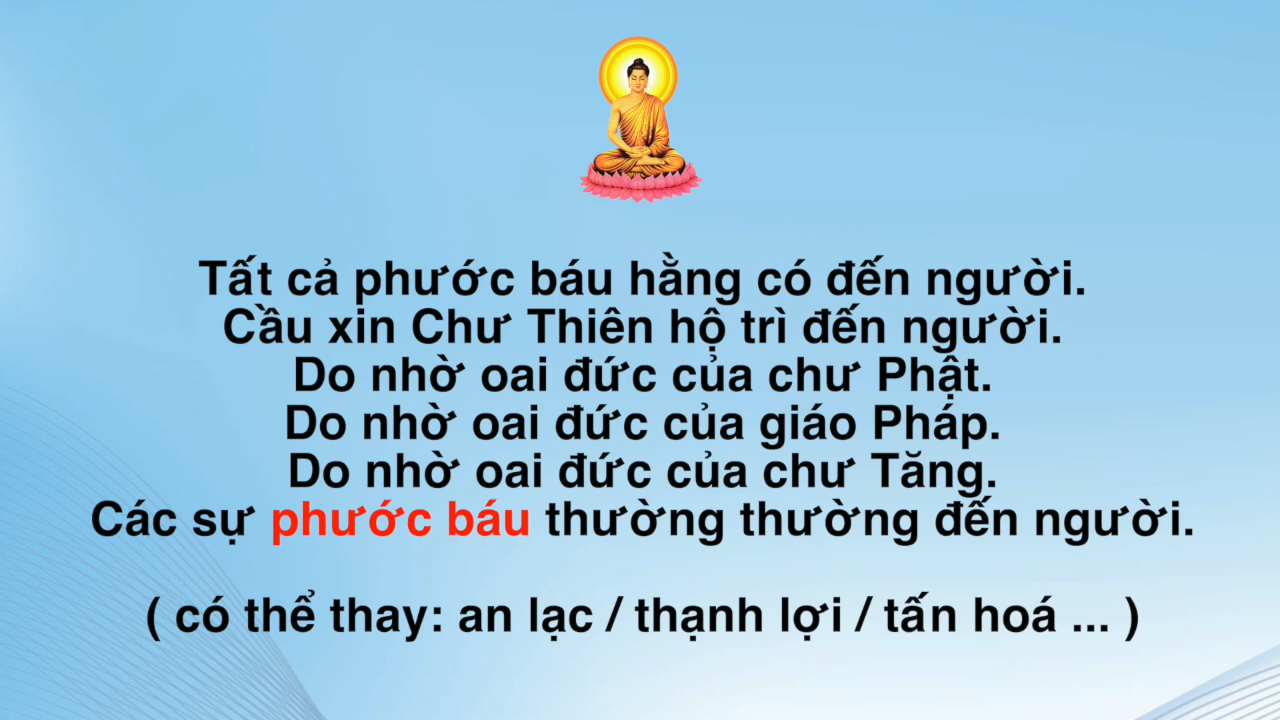 Tất cả phước báu hằng có đến người.
Cầu xin Chư Thiên hộ trì đến người.
Do nhờ oai đức của chư Phật.
Do nhờ oai đức của giáo Pháp.
Do nhờ oai đức của chư Tăng.
Các sự phước báu thường thường đến người.
( có thể thay: an lạc / thạnh lợi / tấn hoá ... )